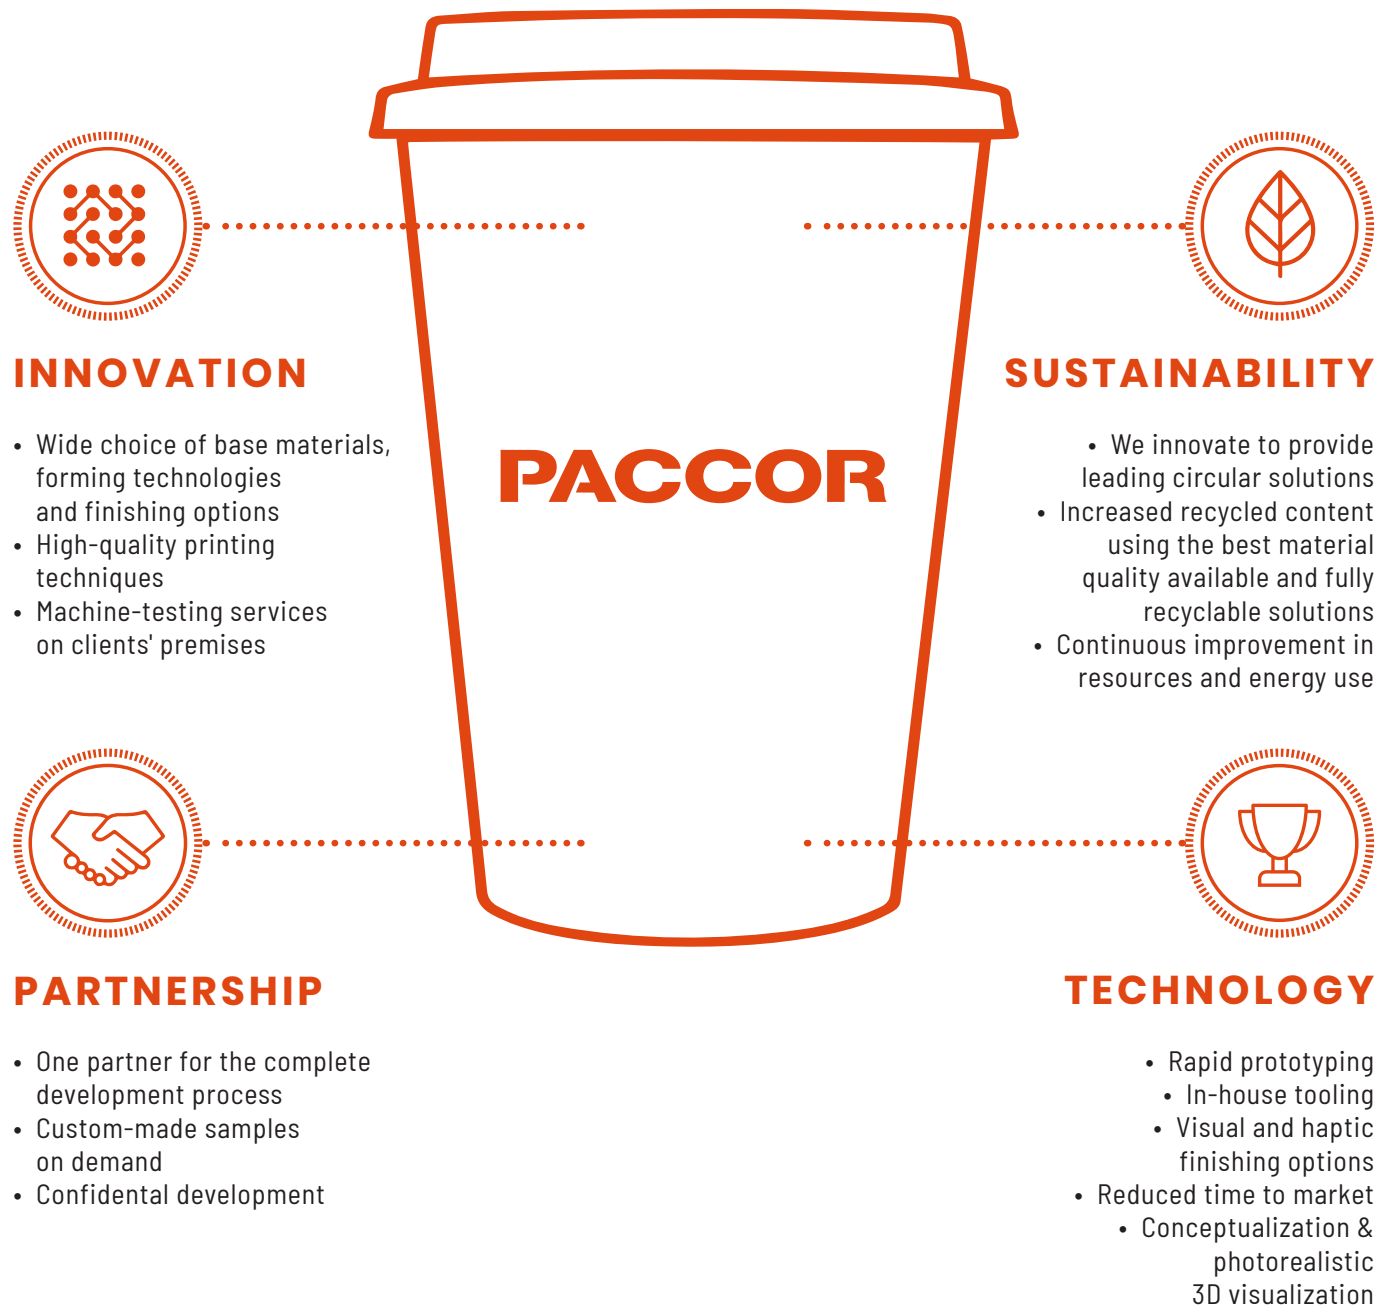 INNOVATION
• Wide choice of base materials,
forming technologies
and finishing options
• High-quality printing
techniques
• Machine-testing services
on clients' premises
PACCOR
SUSTAINABILITY
• We innovate to provide
leading circular solutions
• Increased recycled content
using the best material
quality available and fully
recyclable solutions
• Continuous improvement in
resources and energy use
PARTNERSHIP
• One partner for the complete
development process
• Custom-made samples
on demand
• Confidental development
TECHNOLOGY
• Rapid prototyping
• In-house tooling
• Visual and haptic
finishing options
• Reduced time to market
• Conceptualization &
photorealistic
3D visualization